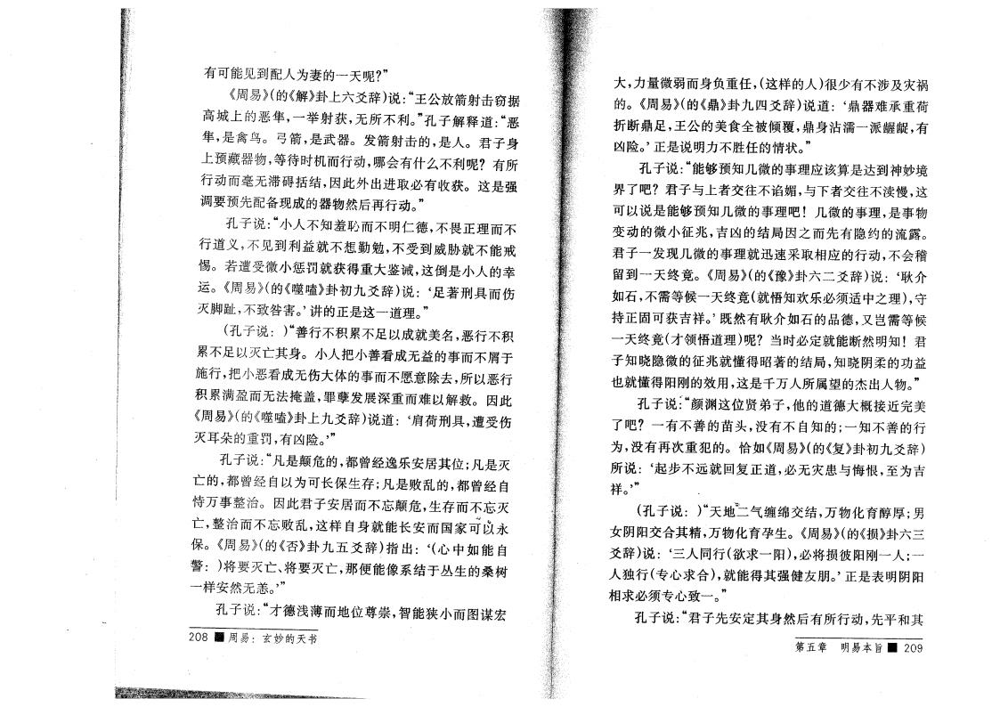 有可能见到配人为妻的一天呢?”
《周易》(的《解》卦上六爻辞)说:“王公放箭射击窃据
高城上的恶隼,一举射获,无所不利。”孔子解释道:“恶
隼,是禽鸟。弓箭,是武器。发箭射击的,是人。君子身
上预藏器物,等待时机而行动,哪会有什么不利呢?有所
行动而毫无滞碍括结,因此外出进取必有收获。这是强
调要预先配备现成的器物然后再行动。”
孔子说:“小人不知羞耻而不明仁德,不畏正理而不
行道义,不见到利益就不想勤勉,不受到威胁就不能戒
惕。若遭受微小惩罚就获得重大鉴诫,这倒是小人的幸
运。《周易》(的《噬嗑》卦初九爻辞)说:‘足著刑具而伤
灭脚趾,不致咎害。’讲的正是这一道理。”
(孔子说:)“善行不积累不足以成就美名,恶行不积
累不足以灭亡其身。小人把小善看成无益的事而不屑于
施行,把小恶看成无伤大体的事而不愿意除去,所以恶行
积累满盈而无法掩盖,罪孽发展深重而难以解救。因此
《周易》(的《噬嗑》卦上九爻辞)说道:‘肩荷刑具,遭受伤
灭耳朵的重罚,有凶险。’”
孔子说:“凡是颠危的,都曾经逸乐安居其位;凡是灭
亡的,都曾经自以为可长保生存;凡是败乱的,都曾经自
恃万事整治。因此君子安居而不忘颠危,生存而不忘灭
亡,整治而不忘败乱,这样自身就能长安而国家可以永
保。《周易》(的《否》卦九五爻辞)指出:‘(心中如能自
警:)将要灭亡、将要灭亡,那便能像系结于丛生的桑树
一样安然无恙。’”
孔子说:“才德浅薄而地位尊崇,智能狭小而图谋宏
208 ■ 周易:玄妙的天书
大,力量微弱而身负重任,(这样的人)很少有不涉及灾祸
的。《周易》(的《鼎》卦九四爻辞)说道:‘鼎器难承重荷
折断鼎足,王公的美食全被倾覆,鼎身沾濡一派龌龊,有
凶险。’正是说明力不胜任的情状。”
孔子说:“能够预知几微的事理应该算是达到神妙境
界了吧?君子与上者交往不谄媚,与下者交往不渎慢,这
可以说是能够预知几微的事理吧!几微的事理,是事物
变动的微小征兆,吉凶的结局因之而先有隐约的流露。
君子一发现几微的事理就迅速采取相应的行动,不会稽
留到一天终竟。《周易》(的《豫》卦六二爻辞)说:‘耿介
如石,不需等候一天终竟(就悟知欢乐必须适中之理),守
持正固可获吉祥。’既然有耿介如石的品德,又岂需等候
一天终竟(才领悟道理)呢?当时必定就能断然明知!君
子知晓隐微的征兆就懂得昭著的结局,知晓阴柔的功益
也就懂得阳刚的效用,这是千万人所属望的杰出人物。”
孔子说:“颜渊这位贤弟子,他的道德大概接近完美
了吧?一有不善的苗头,没有不自知的;一知不善的行
为,没有再次重犯的。恰如《周易》(的《复》卦初九爻辞)
所说:‘起步不远就回复正道,必无灾患与悔恨,至为吉
祥。’”
(孔子说:)“天地二气缠绵交结,万物化育醇厚;男
女阴阳交合其精,万物化育孕生。《周易》(的《损》卦六三
爻辞)说:‘三人同行(欲求一阳),必将损彼阳刚一人;一
人独行(专心求合),就能得其强健友朋。’正是表明阴阳
相求必须专心致一。”
孔子说:“君子先安定其身然后有所行动,先平和其
第五章 明易本旨 ■ 209